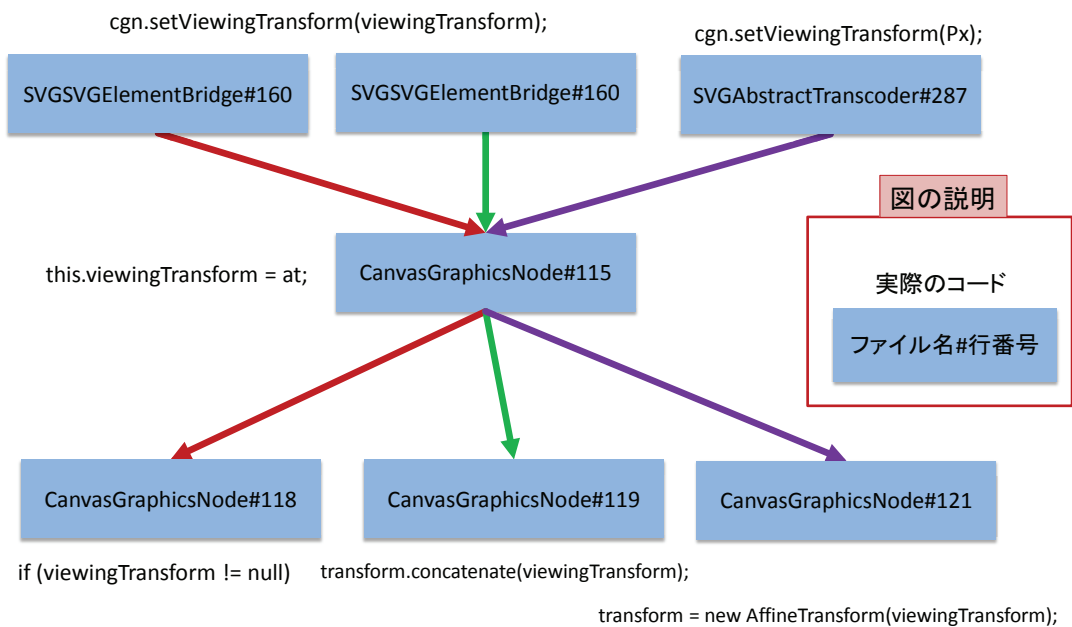 cgn.setViewingTransform(viewingTransform);
cgn.setViewingTransform(Px);
SVGSVGElementBridge#160
SVGSVGElementBridge#160
SVGAbstractTranscoder#287
図の説明
this.viewingTransform = at;
CanvasGraphicsNode#115
実際のコード
ファイル名#行番号
CanvasGraphicsNode#118
CanvasGraphicsNode#119
CanvasGraphicsNode#121
if (viewingTransform != null)
transform.concatenate(viewingTransform);
transform = new AffineTransform(viewingTransform);